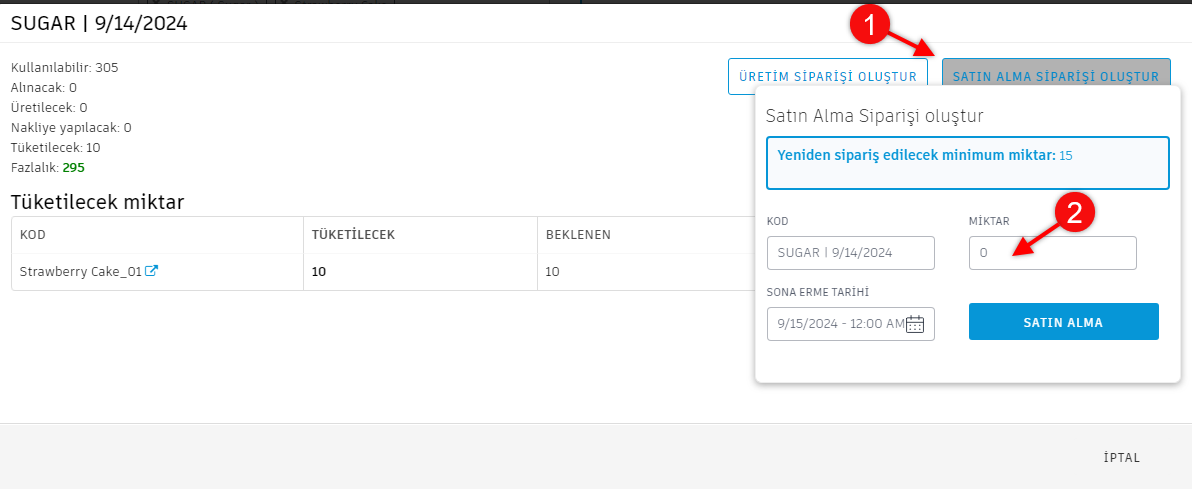 SUGAR | 9/14/2024
1
Kullanılabilir: 305
Alınacak: 0
Üretilecek: 0
Nakliye yapılacak: 0
Tüketilecek: 10
Fazlalık: 295
ÜRETİM SİPARİŞİ OLUŞTUR
SATIN ALMA SİPARİŞİ OLUŞTUR
Satın Alma Siparişi oluştur
Yeniden sipariş edilecek minimum miktar: 15
2
KOD
MİKTAR
SUGAR | 9/14/2024
0
SONA ERME TARİHİ
9/15/2024 - 12:00 AM
SATIN ALMA
Tüketilecek miktar
KOD
TÜKETİLECEK
BEKLENEN
Strawberry Cake_01
10
10
İPTAL